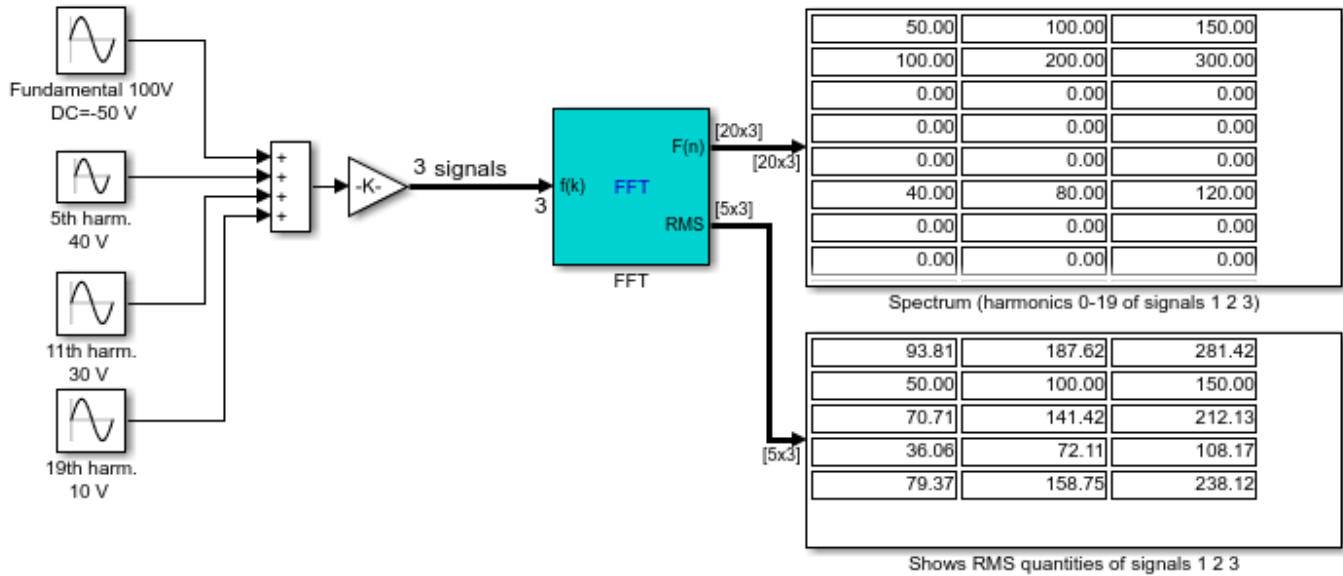 Fundamental 100V
DC=-50 V
5th harm.
40 V
11th harm.
30 V
19th harm.
10 V
+
+
+
+
-K-
3 signals
3
f(k)
FFT
F(n)
RMS
FFT
[20x3]
[20x3]
[5x3]
[5x3]
50.00 100.00 150.00
100.00 200.00 300.00
0.00 0.00 0.00
0.00 0.00 0.00
0.00 0.00 0.00
40.00 80.00 120.00
0.00 0.00 0.00
0.00 0.00 0.00
Spectrum (harmonics 0-19 of signals 1 2 3)
93.81 187.62 281.42
50.00 100.00 150.00
70.71 141.42 212.13
36.06 72.11 108.17
79.37 158.75 238.12
Shows RMS quantities of signals 1 2 3